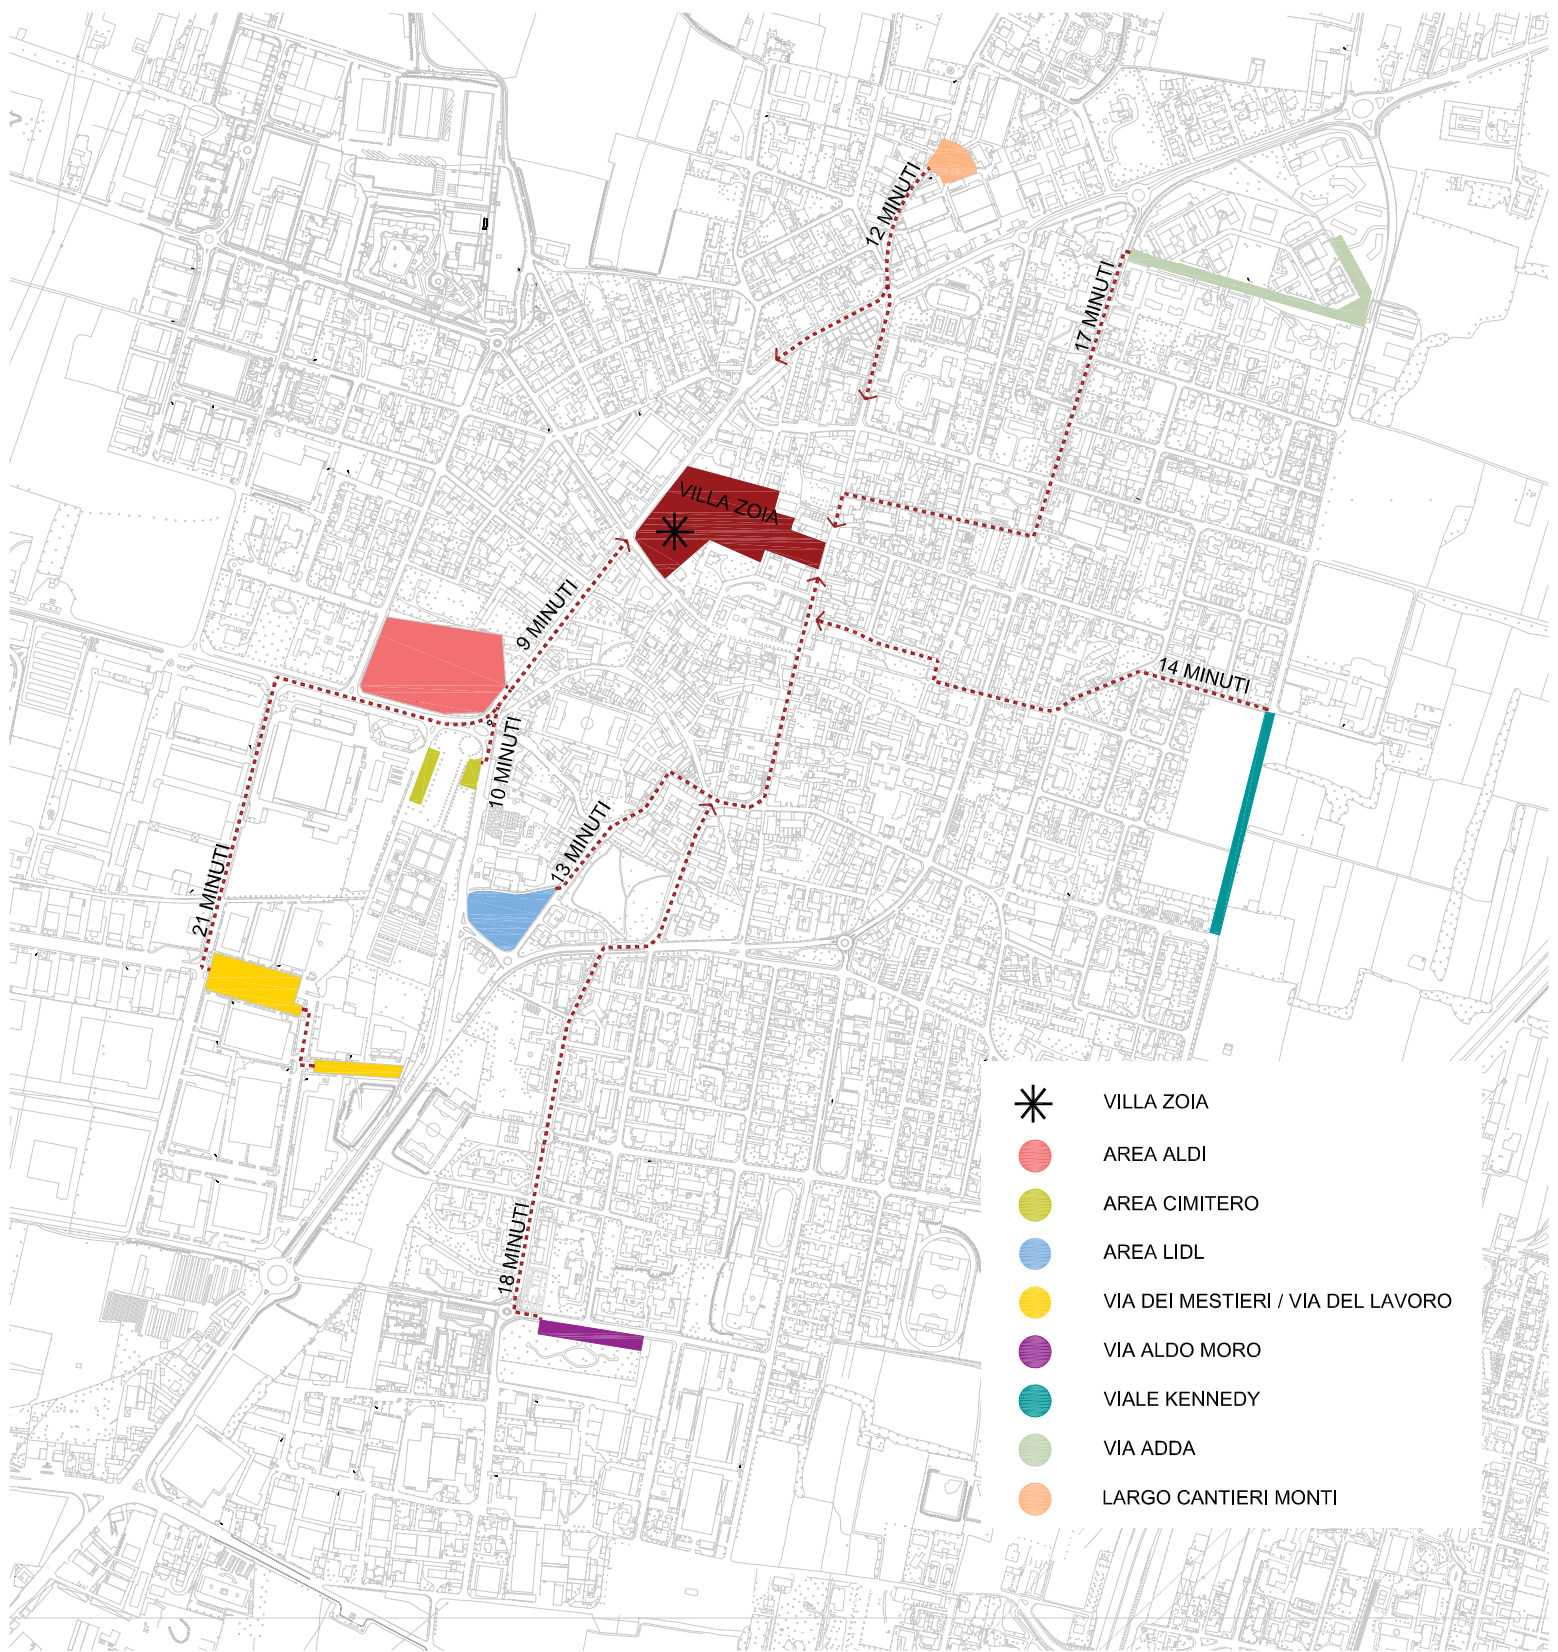 12 MINUTI
17 MINUTI
VILLA ZOIA
9 MINUTI
14 MINUTI
10 MINUTI
13 MINUTI
21 MINUTI
18 MINUTI
VILLA ZOIA
AREA ALDI
AREA CIMITERO
AREA LIDL
VIA DEI MESTIERI / VIA DEL LAVORO
VIA ALDO MORO
VIALE KENNEDY
VIA ADDA
LARGO CANTIERI MONTI